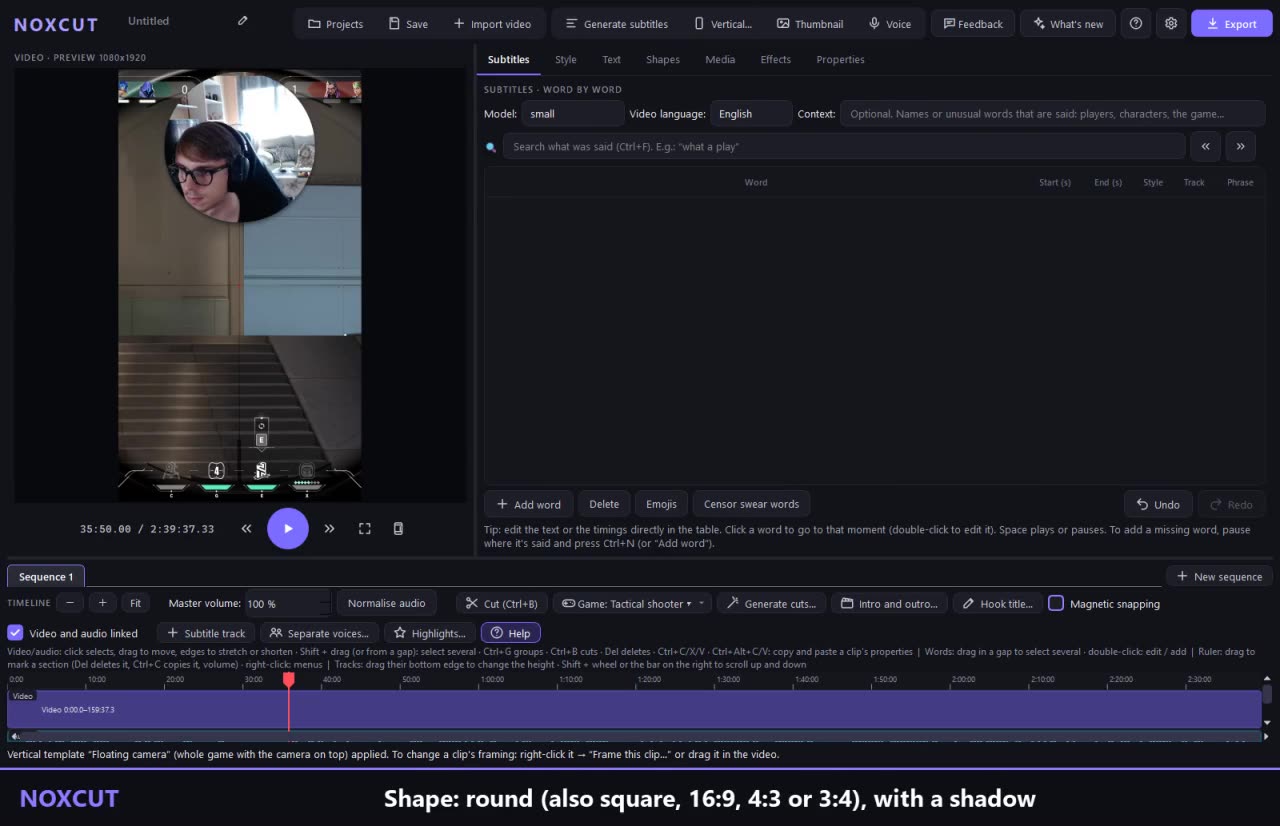 NOXCUT
Untitled
Projects
Save
Import video
Generate subtitles
Vertical...
Thumbnail
Voice
Feedback
What's new
Export
VIDEO · PREVIEW 1080x1920
0
1
4
E
C
Q
E
X
35:50.00 / 2:39:37.33
Subtitles
Style
Text
Shapes
Media
Effects
Properties
SUBTITLES · WORD BY WORD
Model: small Video language: English Context: Optional. Names or unusual words that are said: players, characters, the game...
Search what was said (Ctrl+F). E.g.: "what a play"
Word
Start (s)
End (s)
Style
Track
Phrase
Add word
Delete
Emojis
Censor swear words
Undo
Redo
Tip: edit the text or the timings directly in the table. Click a word to go to that moment (double-click to edit it). Space plays or pauses. To add a missing word, pause
where it's said and press Ctrl+N (or "Add word").
Sequence 1
New sequence
TIMELINE
Fit
Master volume: 100 %
Normalise audio
Cut (Ctrl+B)
Game: Tactical shooter
Generate cuts...
Intro and outro...
Hook title...
Magnetic snapping
Video and audio linked
Subtitle track
Separate voices...
Highlights...
Help
Video/audio: click selects, drag to move, edges to stretch or shorten · Shift + drag (or from a gap): select several · Ctrl+G groups · Ctrl+B cuts · Del deletes · Ctrl+C/X/V · Ctrl+Alt+C/V: copy and paste a clip's properties | Words: drag in a gap to select several · double-click: edit / add | Ruler: drag to
mark a section (Del deletes it, Ctrl+C copies it, volume) · right-click: menus | Tracks: drag their bottom edge to change the height · Shift + wheel or the bar on the right to scroll up and down
0:00 10:00 20:00 30:00 40:00 50:00 1:00:00 1:10:00 1:20:00 1:30:00 1:40:00 1:50:00 2:00:00 2:10:00 2:20:00 2:30:00
Video
Video 0:00.0–159:37.3
Vertical template "Floating camera" (whole game with the camera on top) applied. To change a clip's framing: right-click it → "Frame this clip..." or drag it in the video.
NOXCUT
Shape: round (also square, 16:9, 4:3 or 3:4), with a shadow